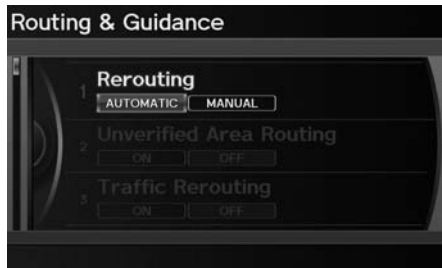 Routing & Guidance
1 Rerouting
AUTOMATIC MANUAL
2 Unverified Area Routing
ON OFF
3 Traffic Rerouting
ON OFF